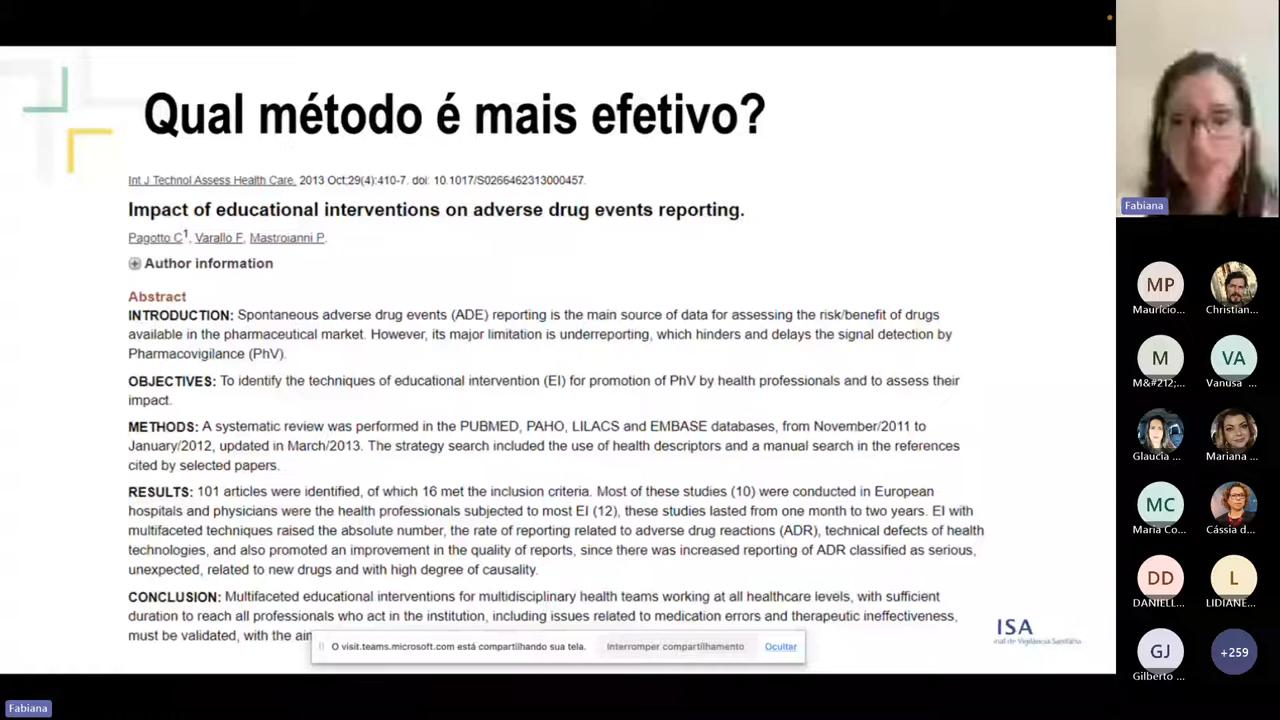 Qual método é mais efetivo?
Int J Technol Assess Health Care. 2013 Oct;29(4):410-7. doi: 10.1017/S0266462313000457.
Impact of educational interventions on adverse drug events reporting.
Pagotto C1, Varallo F, Mastroianni P.
Author information
Abstract
INTRODUCTION: Spontaneous adverse drug events (ADE) reporting is the main source of data for assessing the risk/benefit of drugs
available in the pharmaceutical market. However, its major limitation is underreporting, which hinders and delays the signal detection by
Pharmacovigilance (PhV).
OBJECTIVES: To identify the techniques of educational intervention (EI) for promotion of PhV by health professionals and to assess their
impact.
METHODS: A systematic review was performed in the PUBMED, PAHO, LILACS and EMBASE databases, from November/2011 to
January/2012, updated in March/2013. The strategy search included the use of health descriptors and a manual search in the references
cited by selected papers.
RESULTS: 101 articles were identified, of which 16 met the inclusion criteria. Most of these studies (10) were conducted in European
hospitals and physicians were the health professionals subjected to most EI (12), these studies lasted from one month to two years. EI with
multifaceted techniques raised the absolute number, the rate of reporting related to adverse drug reactions (ADR), technical defects of health
technologies, and also promoted an improvement in the quality of reports, since there was increased reporting of ADR classified as serious,
unexpected, related to new drugs and with high degree of causality.
CONCLUSION: Multifaceted educational interventions for multidisciplinary health teams working at all healthcare levels, with sufficient
duration to reach all professionals who act in the institution, including issues related to medication errors and therapeutic ineffectiveness,
must be validated, with the aim
O visit.teams.microsoft.com está compartilhando sua tela.
Interromper compartilhamento
Ocultar
ISA
nal de Vigilância Sanitária
Fabiana
MP
Maurício...
Christian...
M
M&#212;...
VA
Vanusa ...
Glaucia ...
Mariana ...
MC
Maria Co...
Cássia d...
DD
DANIELL...
L
LIDIANE...
GJ
Gilberto ...
+259
Fabiana